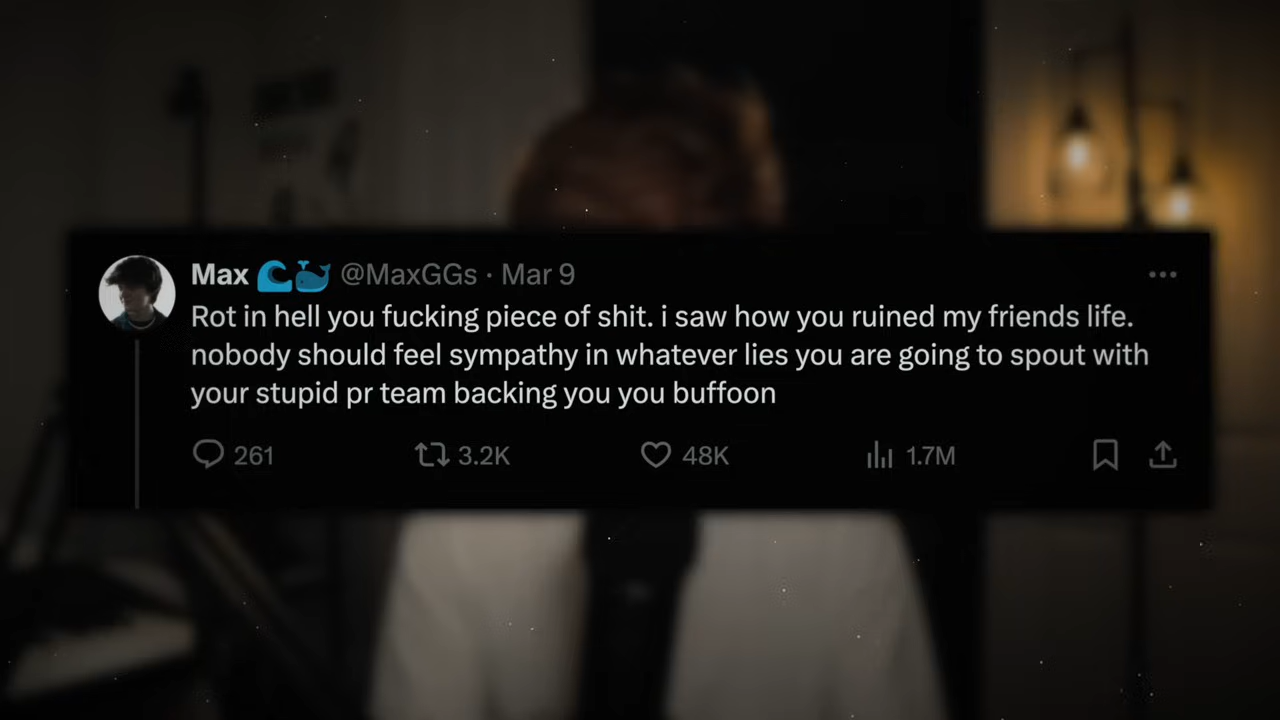 Max 🌊🐳 @MaxGGs · Mar 9
Rot in hell you fucking piece of shit. i saw how you ruined my friends life.
nobody should feel sympathy in whatever lies you are going to spout with
your stupid pr team backing you you buffoon
261 3.2K 48K 1.7M